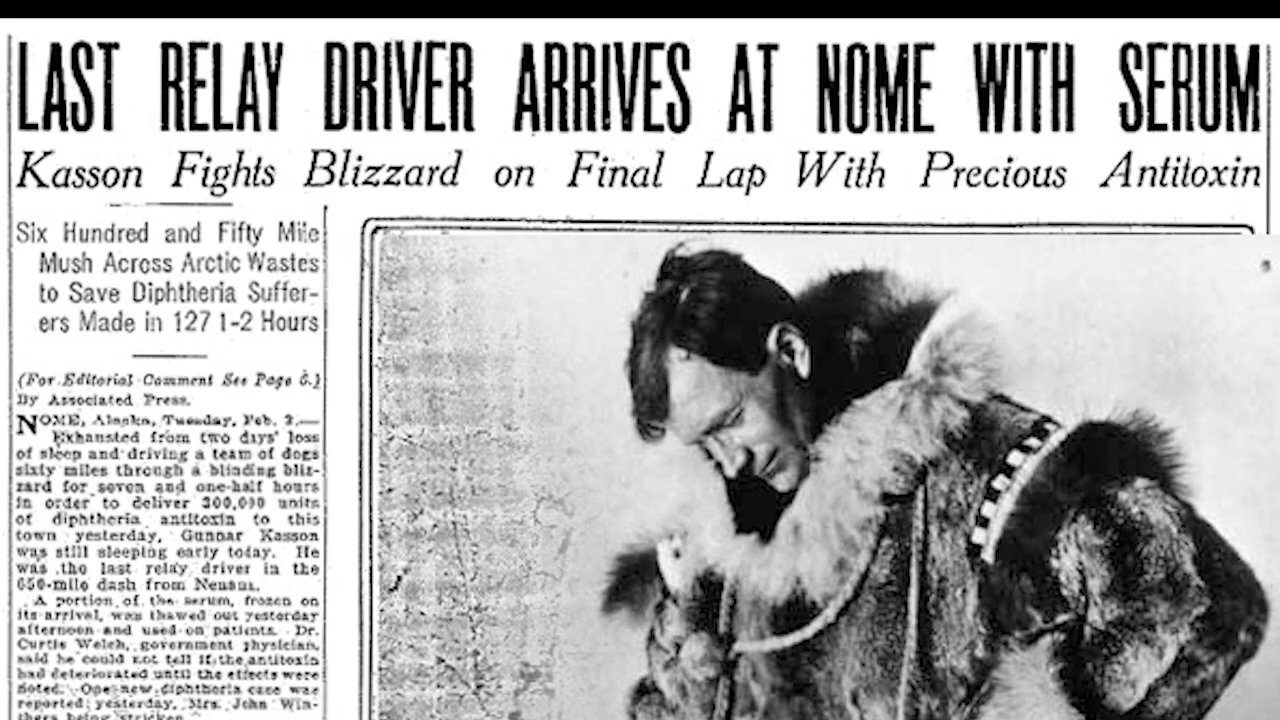 LAST RELAY DRIVER ARRIVES AT NOME WITH SERUM
Kasson Fights Blizzard on Final Lap With Precious Antitoxin
Six Hundred and Fifty Mile
Mush Across Arctic Wastes
to Save Diphtheria Suffer-
ers Made in 127 1-2 Hours
(For Editorial Comment See Page 6.)
By Associated Press.
NOME, Alaska, Tuesday, Feb. 3.—
Exhausted from two days' loss
of sleep and driving a team of dogs
sixty miles through a blinding bliz-
zard for seven and one-half hours
in order to deliver 300,000 units
of diphtheria antitoxin to this
town yesterday, Gunnar Kasson
was still sleeping early today. He
was the last relay driver in the
650-mile dash from Nenana.
A portion of the serum, frozen on
its arrival, was thawed out yesterday
afternoon and used on patients. Dr.
Curtis Welch, government physician,
said he could not tell if the antitoxin
had deteriorated until the effects were
noted. One new diphtheria case was
reported yesterday, Mrs. John Win-
thers being stricken.